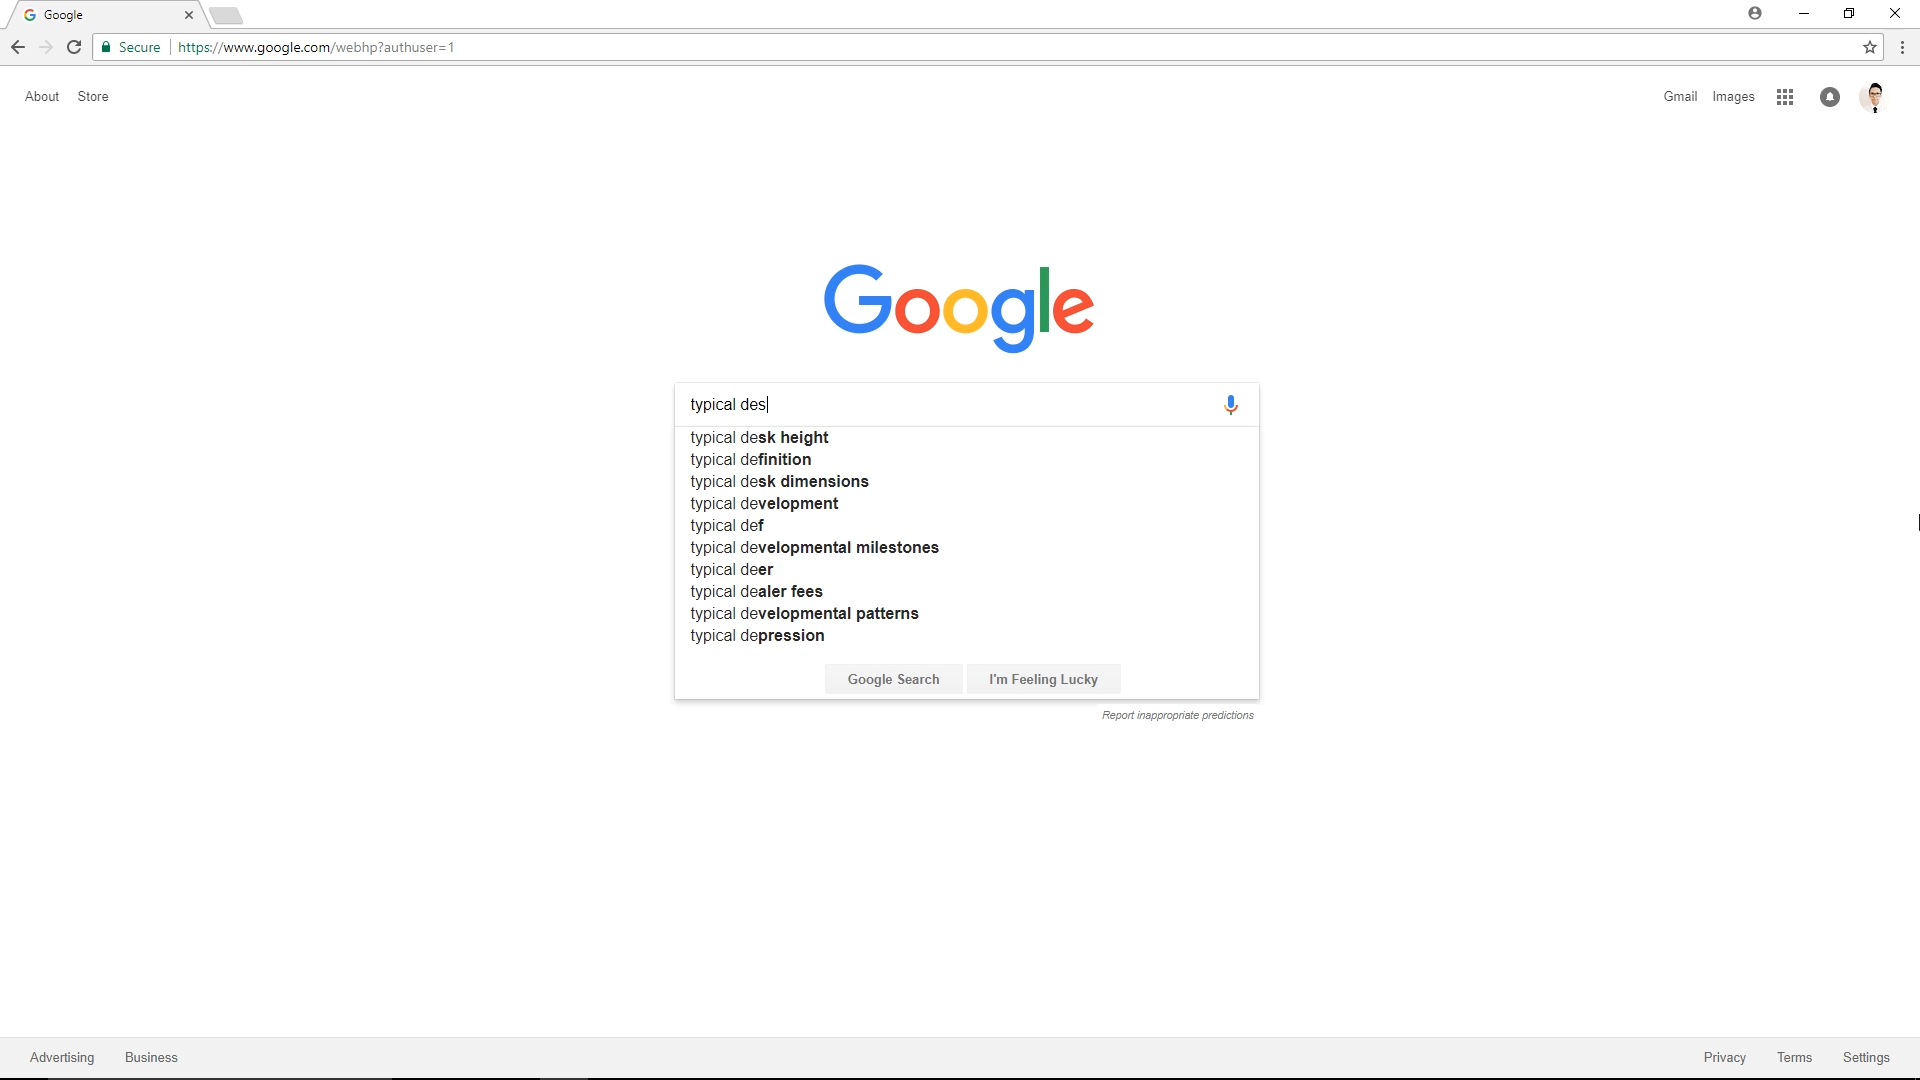 Google
Secure https://www.google.com/webhp?authuser=1
About Store Gmail Images
Google
typical des
typical desk height
typical definition
typical desk dimensions
typical development
typical def
typical developmental milestones
typical deer
typical dealer fees
typical developmental patterns
typical depression
Google Search I'm Feeling Lucky
Report inappropriate predictions
Advertising Business Privacy Terms Settings